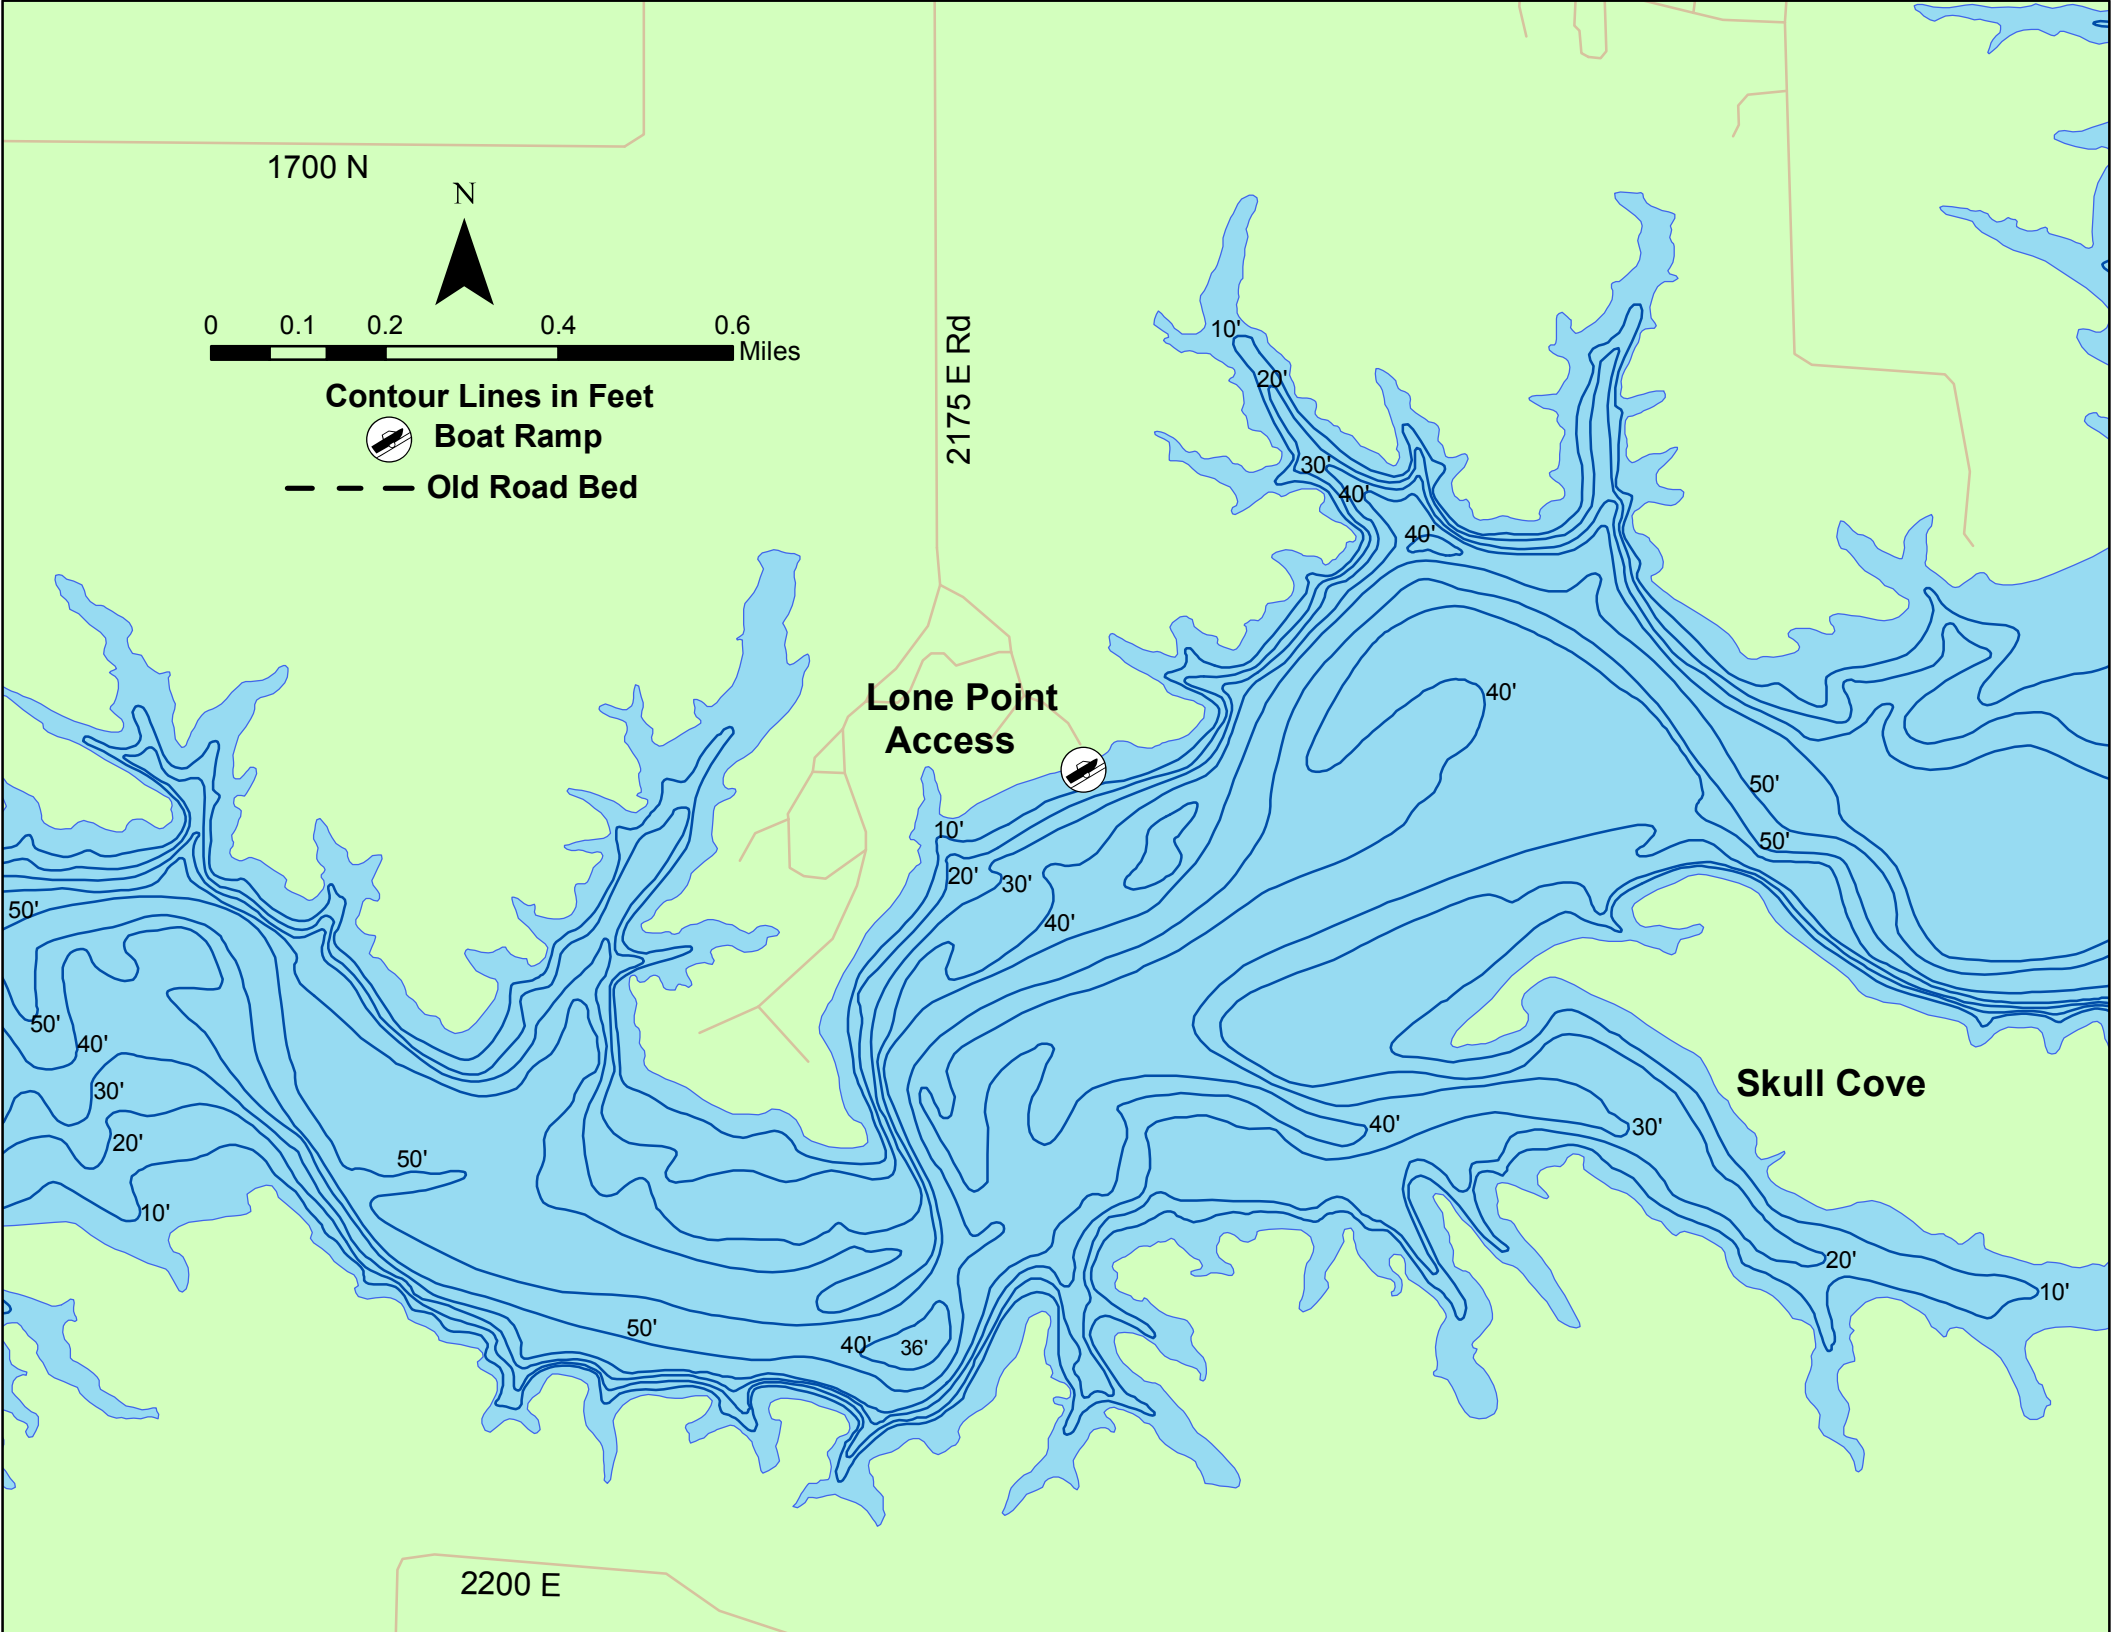 1700 N
N
0 0.1 0.2 0.4 0.6
Miles
Contour Lines in Feet
Boat Ramp
Old Road Bed
2175 E Rd
10'
20'
30'
40'
40'
Lone Point
Access
40'
50'
50'
10'
20'
30'
40'
50'
50'
40'
30'
20'
10'
50'
Skull Cove
40'
30'
20'
10'
50'
40'
36'
2200 E